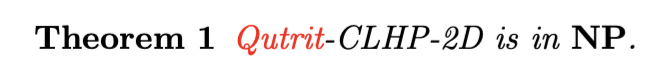 Theorem 1 Qutrit-CLHP-2D is in NP.